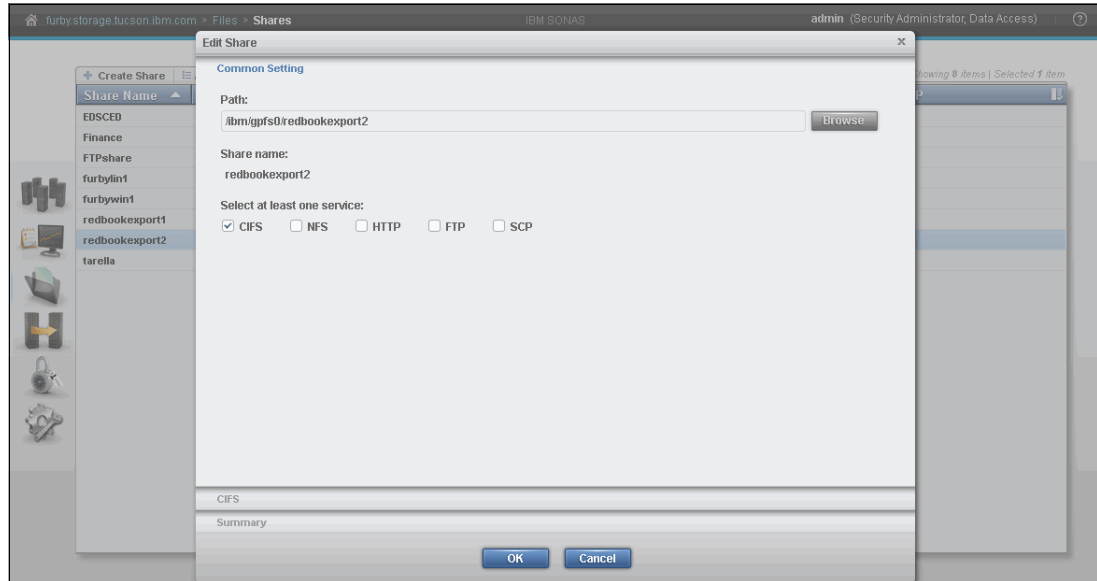 furby.storage.tucson.ibm.com > Files > Shares
IBM SONAS
admin (Security Administrator, Data Access)
Edit Share
x
Common Setting
Create Share
howing 8 items | Selected 1 item
Share Name
P
Path:
/ibm/gpfs0/redbookexport2
Browse
EDSCED
Finance
FTPshare
furbylin1
furbywin1
redbookexport1
redbookexport2
tarella
Share name:
redbookexport2
Select at least one service:
CIFS NFS HTTP FTP SCP
CIFS
Summary
OK
Cancel